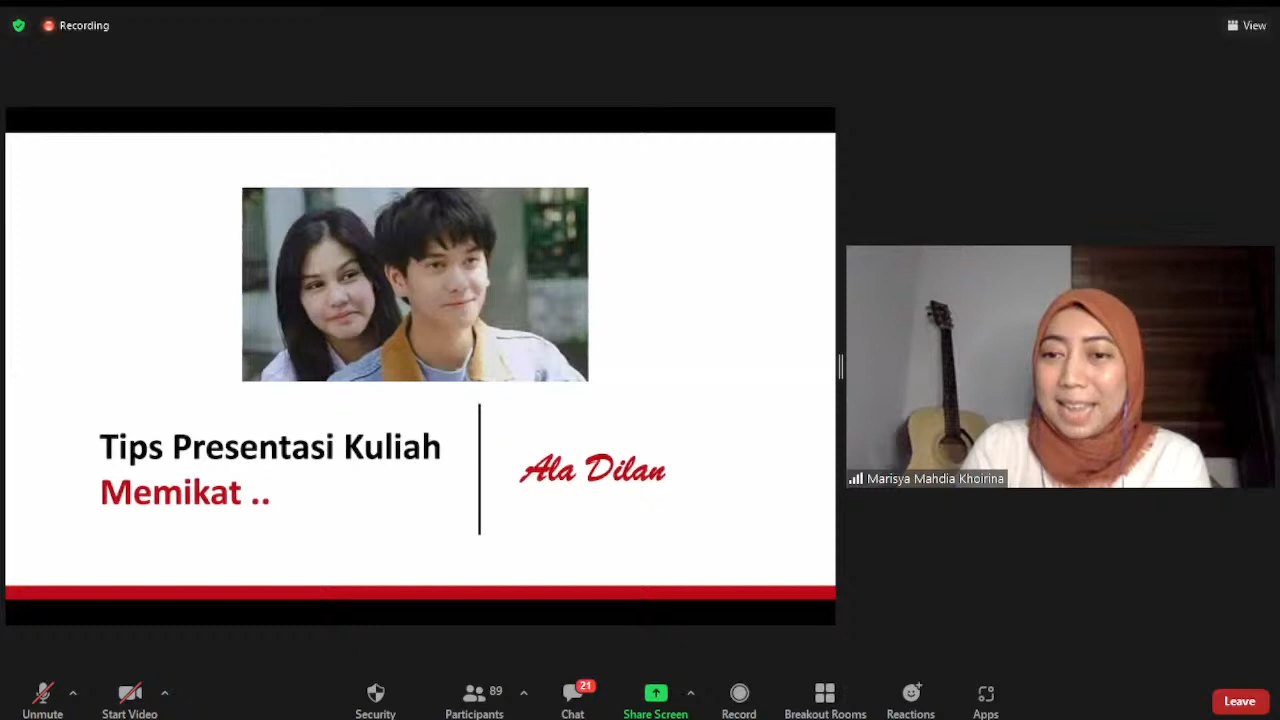 Recording
View
Tips Presentasi Kuliah
Memikat ..
Ala Dilan
Marisya Mahdia Khoirina
89
21
Unmute
Start Video
Security
Participants
Chat
Share Screen
Record
Breakout Rooms
Reactions
Apps
Leave